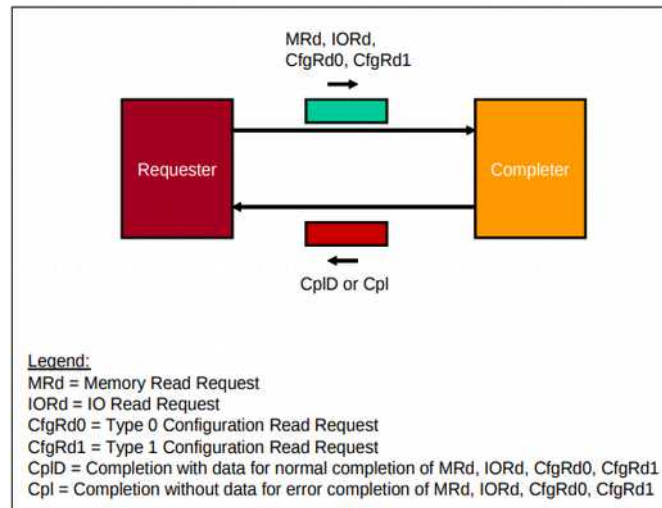 MRd, IORd,
CfgRd0, CfgRd1
Requester
Completer
CplD or Cpl
Legend:
MRd = Memory Read Request
IORd = IO Read Request
CfgRd0 = Type 0 Configuration Read Request
CfgRd1 = Type 1 Configuration Read Request
CplD = Completion with data for normal completion of MRd, IORd, CfgRd0, CfgRd1
Cpl = Completion without data for error completion of MRd, IORd, CfgRd0, CfgRd1